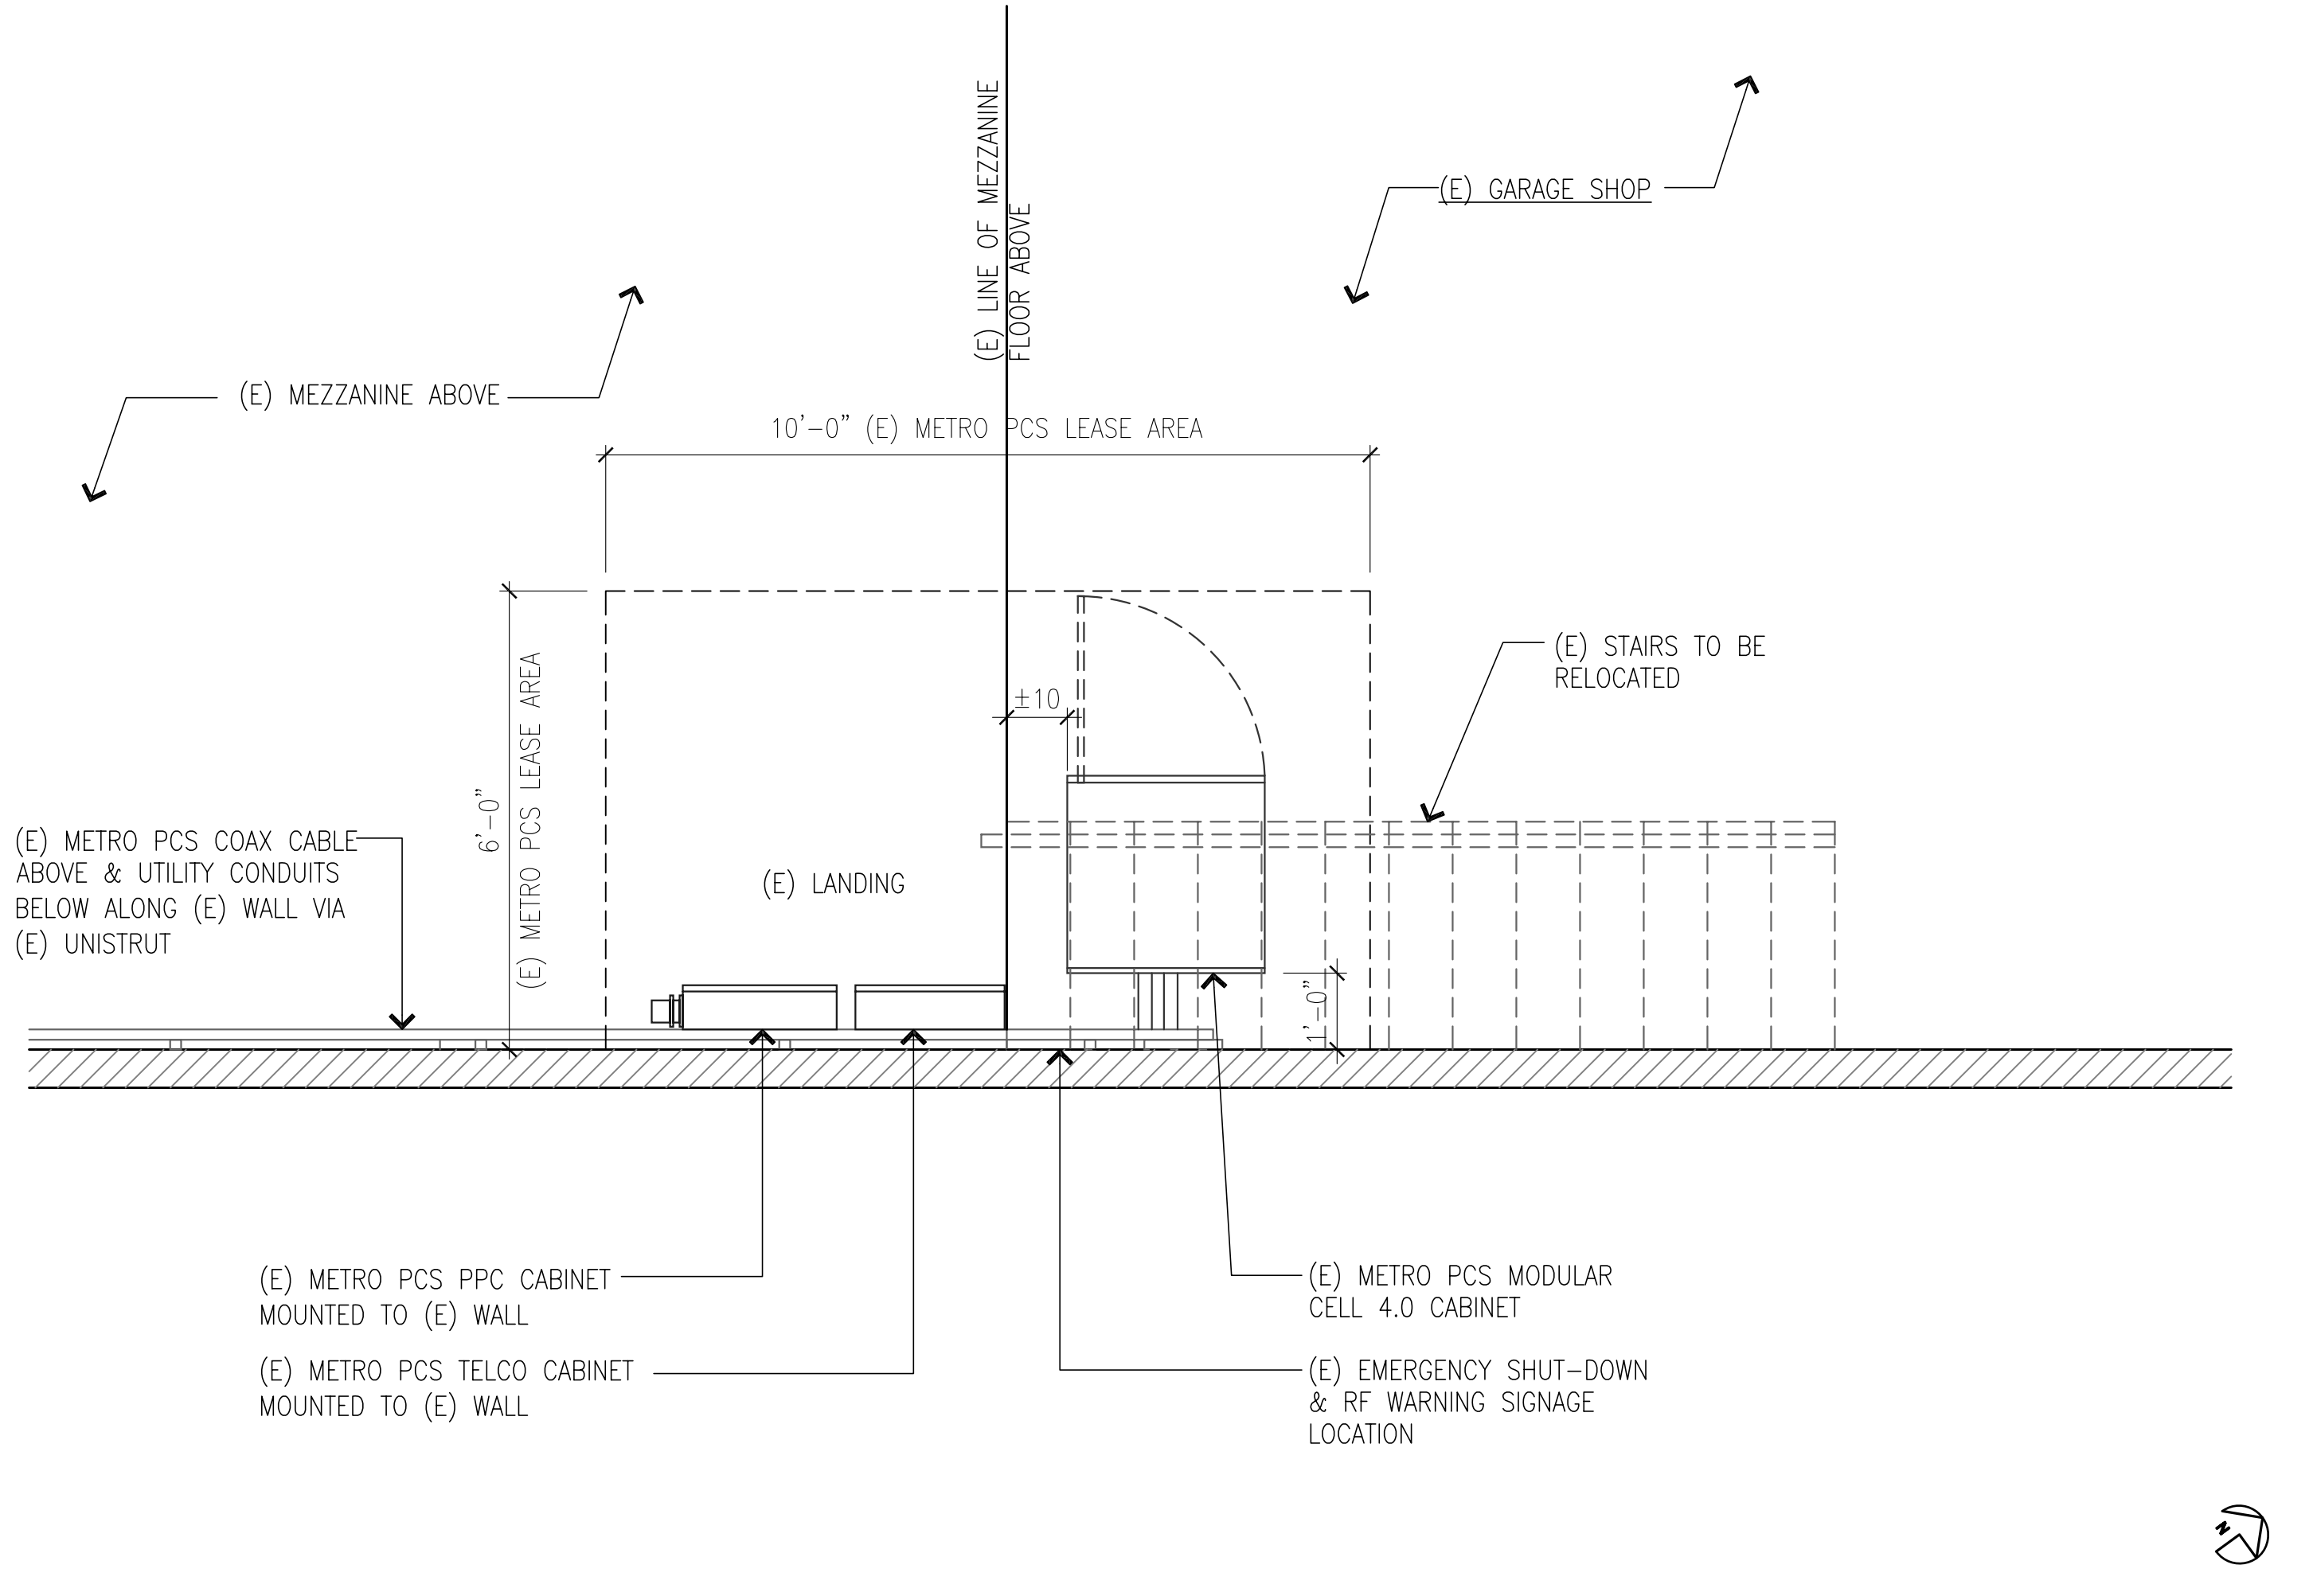 (E) LINE OF MEZZANINE
FLOOR ABOVE
(E) GARAGE SHOP
(E) MEZZANINE ABOVE
10'-0" (E) METRO PCS LEASE AREA
6'-0"
(E) METRO PCS LEASE AREA
±10
(E) STAIRS TO BE
RELOCATED
(E) METRO PCS COAX CABLE
ABOVE & UTILITY CONDUITS
BELOW ALONG (E) WALL VIA
(E) UNISTRUT
(E) LANDING
1'-0"
(E) METRO PCS PPC CABINET
MOUNTED TO (E) WALL
(E) METRO PCS TELCO CABINET
MOUNTED TO (E) WALL
(E) METRO PCS MODULAR
CELL 4.0 CABINET
(E) EMERGENCY SHUT-DOWN
& RF WARNING SIGNAGE
LOCATION
N